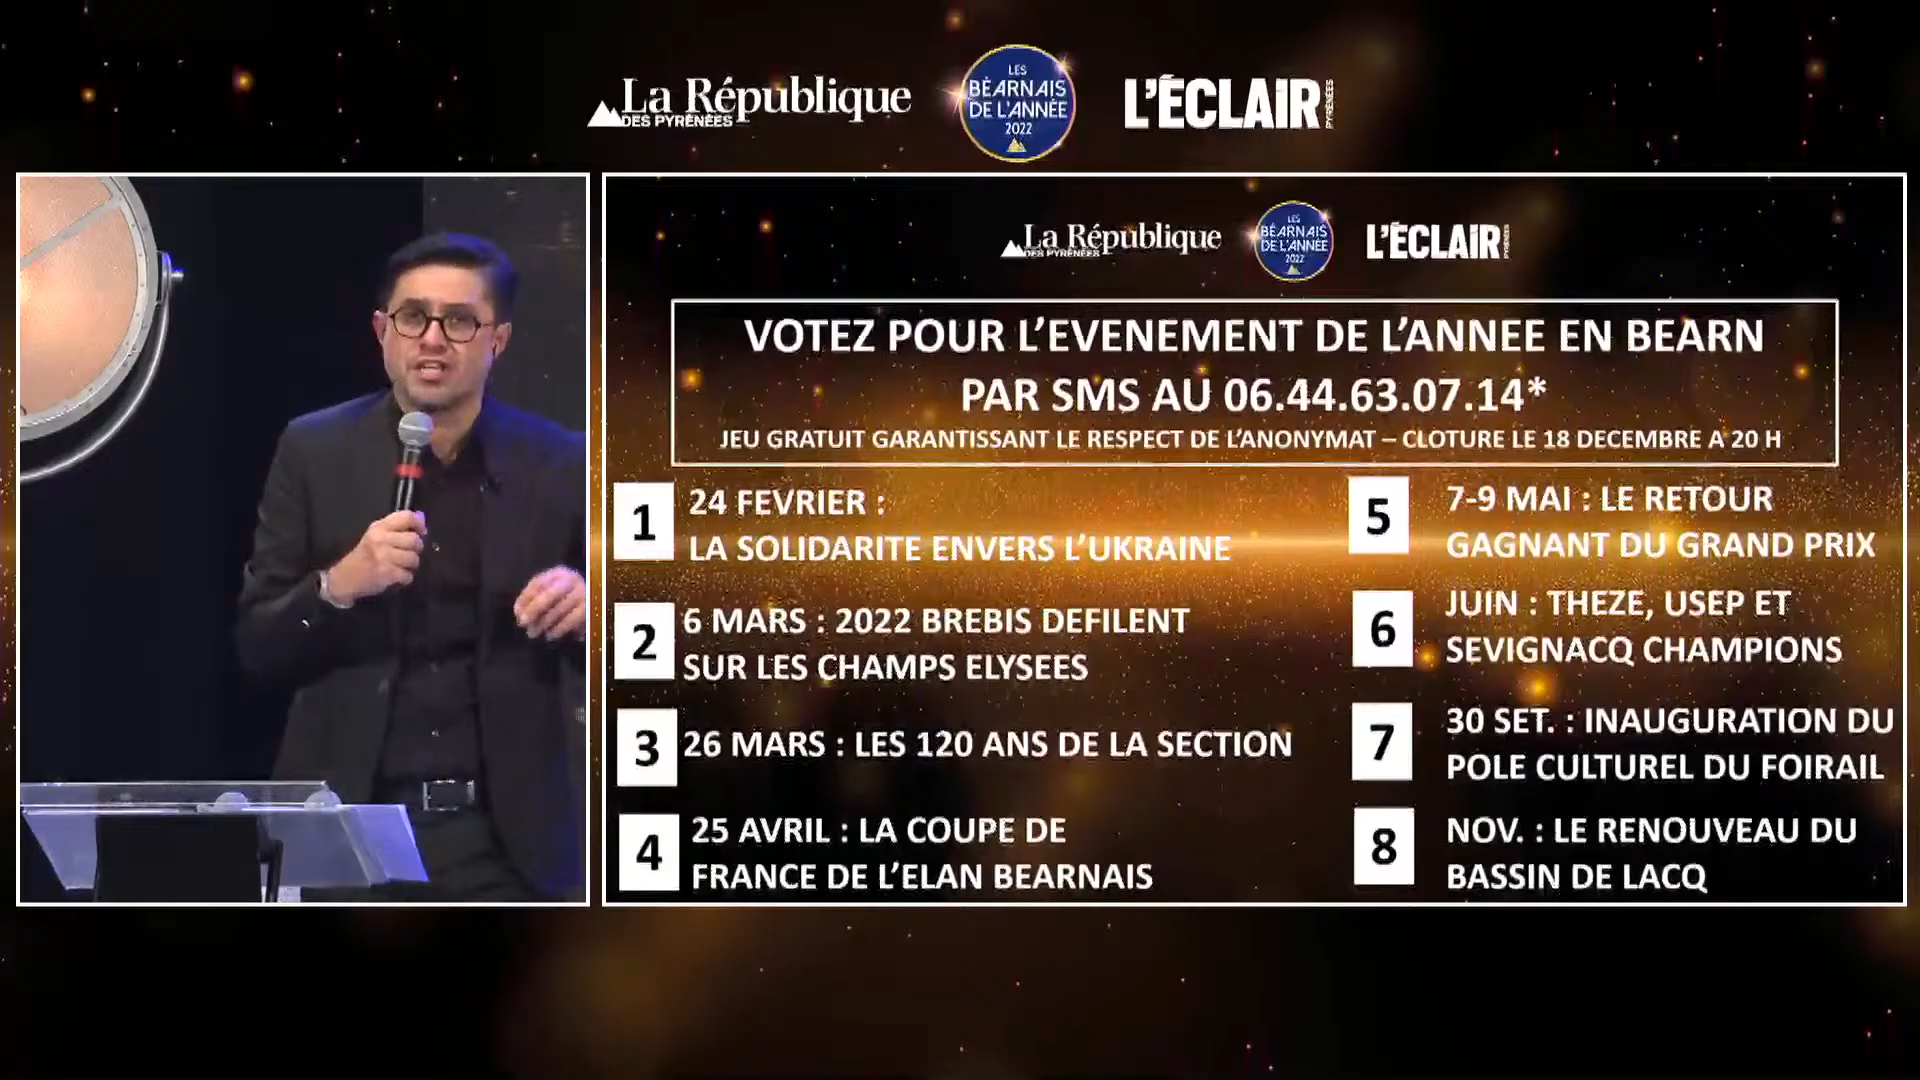 La République
DES PYRÉNÉES
LES
BÉARNAIS
DE L'ANNÉE
2022
L'ÉCLAIR
PYRÉNÉES
La République
DES PYRÉNÉES
LES
BÉARNAIS
DE L'ANNÉE
2022
L'ÉCLAIR
PYRÉNÉES
VOTEZ POUR L'EVENEMENT DE L'ANNEE EN BEARN
PAR SMS AU 06.44.63.07.14*
JEU GRATUIT GARANTISSANT LE RESPECT DE L'ANONYMAT – CLOTURE LE 18 DECEMBRE A 20 H
1
24 FEVRIER :
LA SOLIDARITE ENVERS L'UKRAINE
2
6 MARS : 2022 BREBIS DEFILENT
SUR LES CHAMPS ELYSEES
3
26 MARS : LES 120 ANS DE LA SECTION
4
25 AVRIL : LA COUPE DE
FRANCE DE L'ELAN BEARNAIS
5
7-9 MAI : LE RETOUR
GAGNANT DU GRAND PRIX
6
JUIN : THEZE, USEP ET
SEVIGNACQ CHAMPIONS
7
30 SET. : INAUGURATION DU
POLE CULTUREL DU FOIRAIL
8
NOV. : LE RENOUVEAU DU
BASSIN DE LACQ